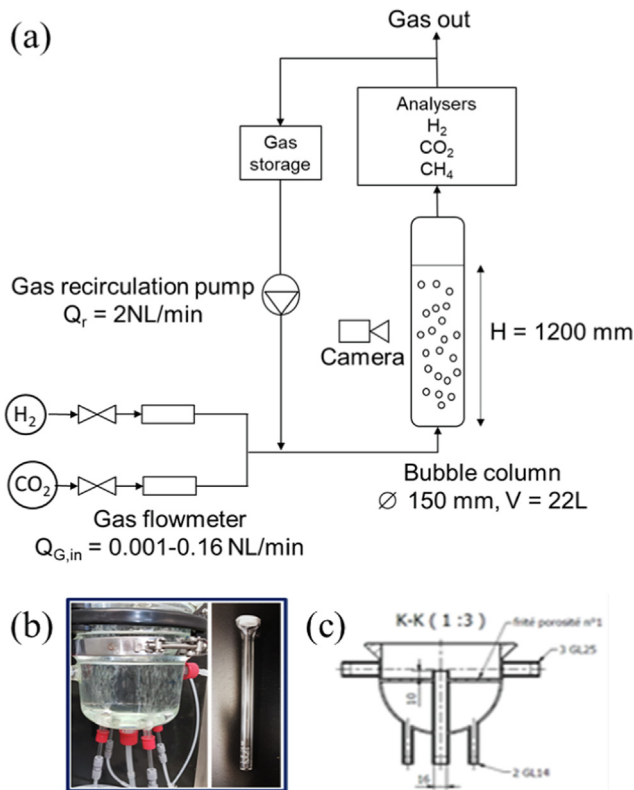 (a)
Gas out
Analysers
H₂
CO₂
CH₄
Gas
storage
Gas recirculation pump
Qᵣ = 2NL/min
Camera
H = 1200 mm
H₂
CO₂
Gas flowmeter
Q_G,in = 0.001-0.16 NL/min
Bubble column
∅ 150 mm, V = 22L
(b)
(c)
K-K (1:3)
frité porosité n°1
3 GL25
10
16
2 GL14